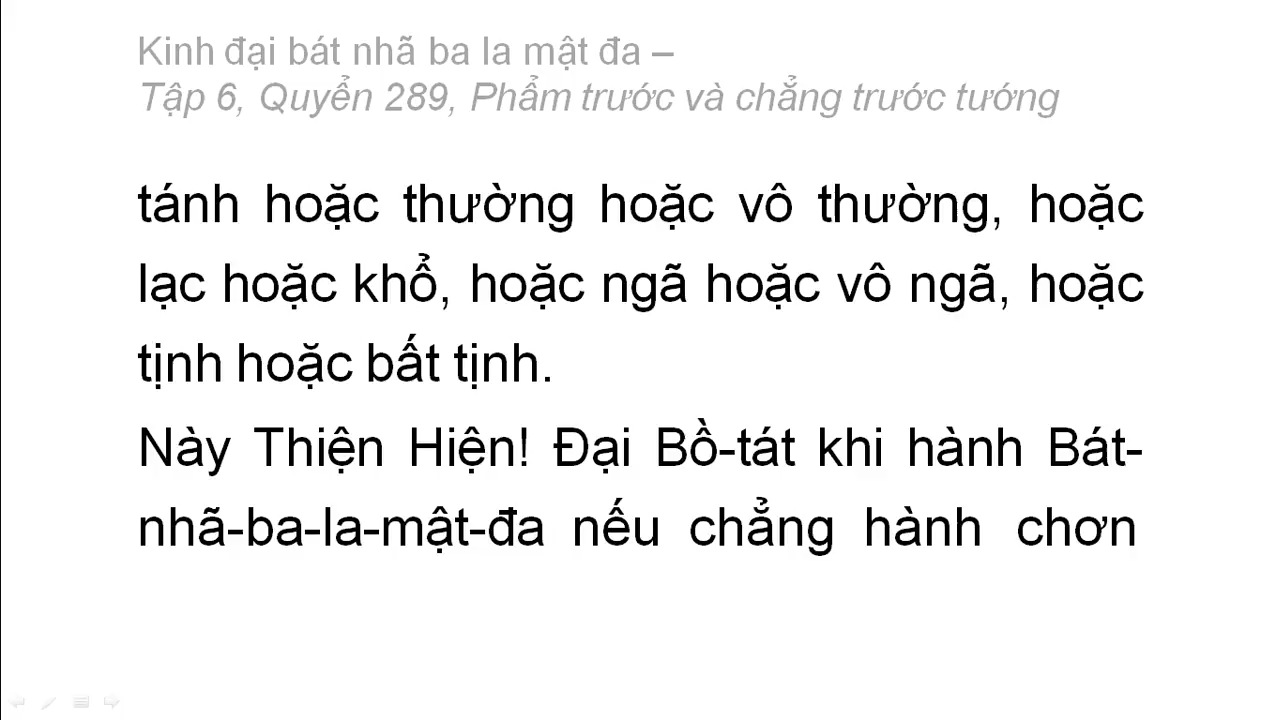 Kinh đại bát nhã ba la mật đa –
Tập 6, Quyển 289, Phẩm trước và chẳng trước tướng
tánh hoặc thường hoặc vô thường, hoặc
lạc hoặc khổ, hoặc ngã hoặc vô ngã, hoặc
tịnh hoặc bất tịnh.
Này Thiện Hiện! Đại Bồ-tát khi hành Bát-
nhã-ba-la-mật-đa nếu chẳng hành chơn